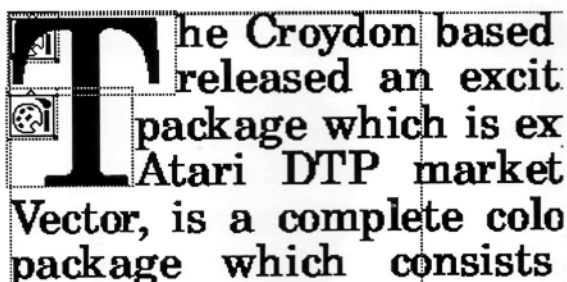 The Croydon based
released an excit
package which is ex
Atari DTP market
Vector, is a complete colo
package which consists